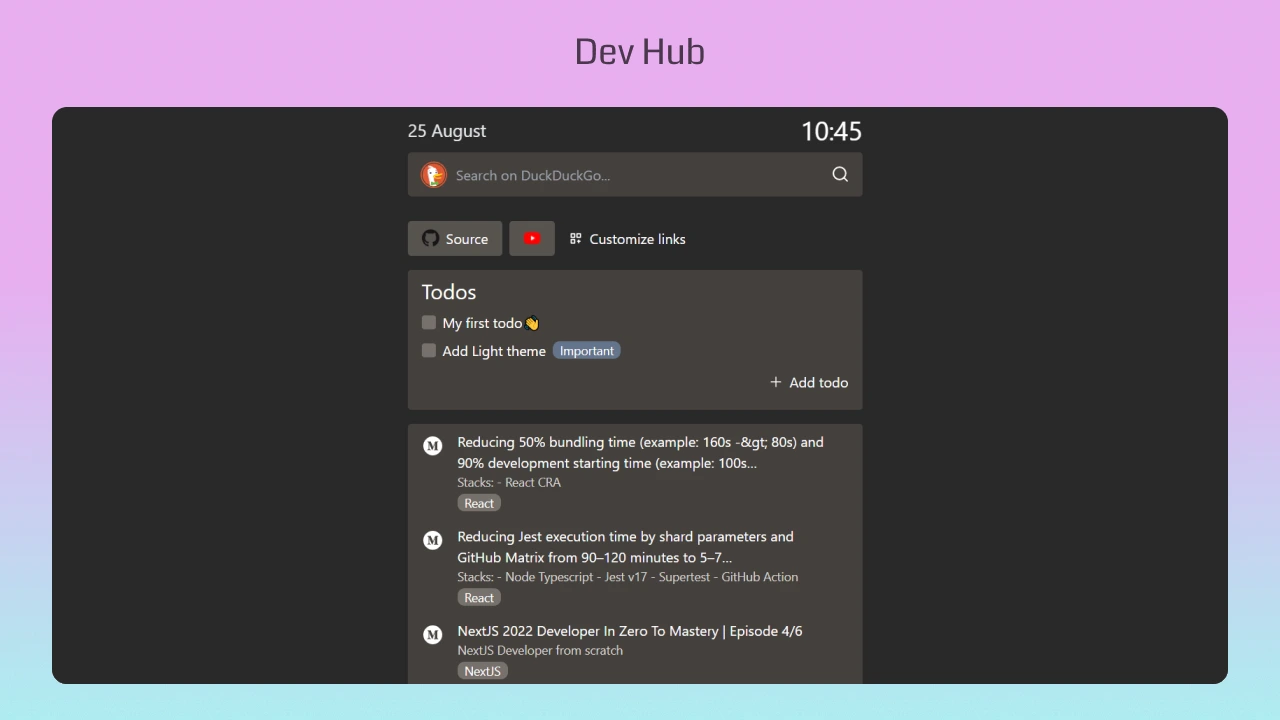 Dev Hub
25 August
10:45
Search on DuckDuckGo...
Source
Customize links
Todos
My first todo👋
Add Light theme Important
Add todo
M
Reducing 50% bundling time (example: 160s -&gt; 80s) and
90% development starting time (example: 100s...
Stacks: - React CRA
React
M
Reducing Jest execution time by shard parameters and
GitHub Matrix from 90–120 minutes to 5–7...
Stacks: - Node Typescript - Jest v17 - Supertest - GitHub Action
React
M
NextJS 2022 Developer In Zero To Mastery | Episode 4/6
NextJS Developer from scratch
NextJS